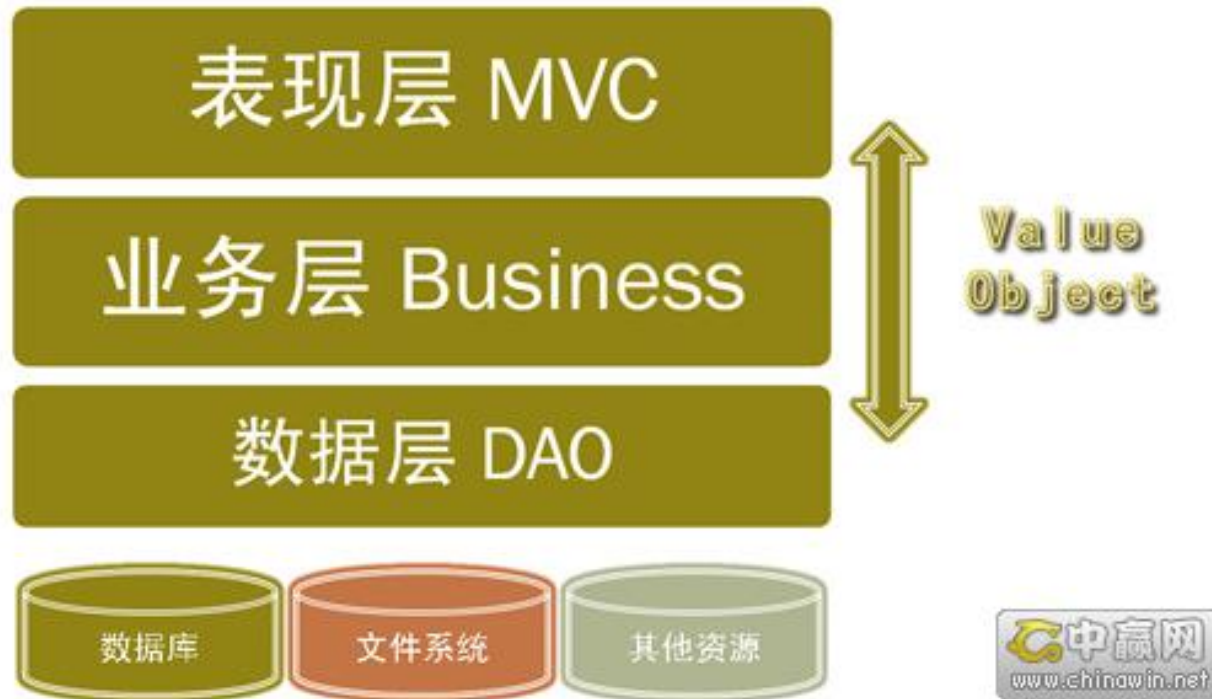 表现层 MVC
业务层 Business
数据层 DAO
Value
Object
数据库
文件系统
其他资源
中赢网
www.chinawin.net